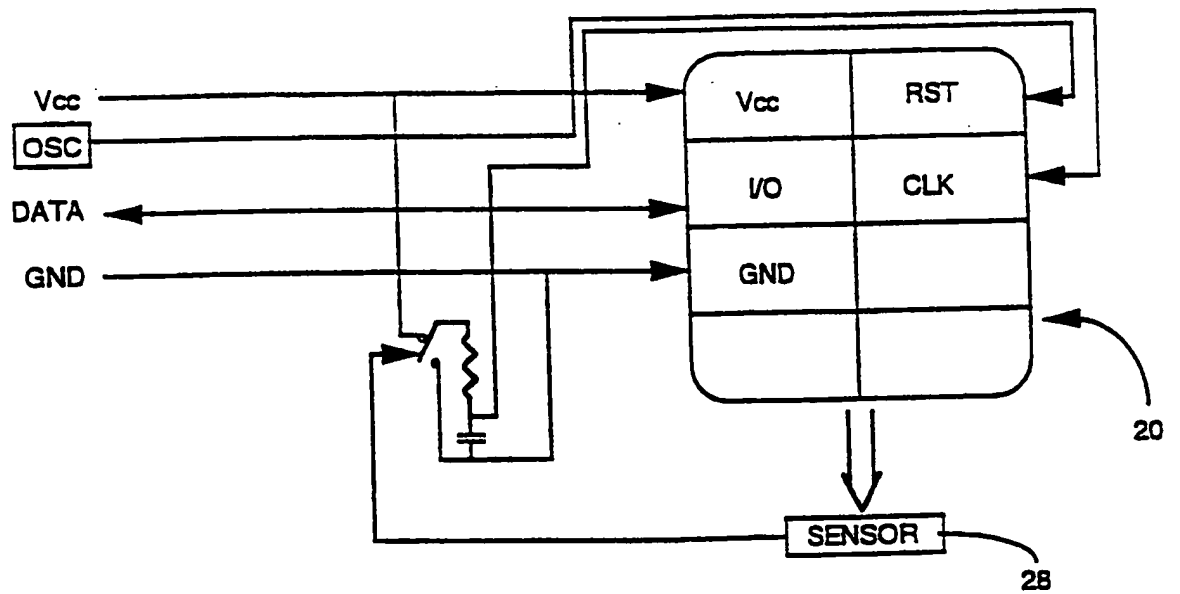 Vcc
OSC
DATA
GND
Vcc
RST
I/O
CLK
GND
20
SENSOR
28